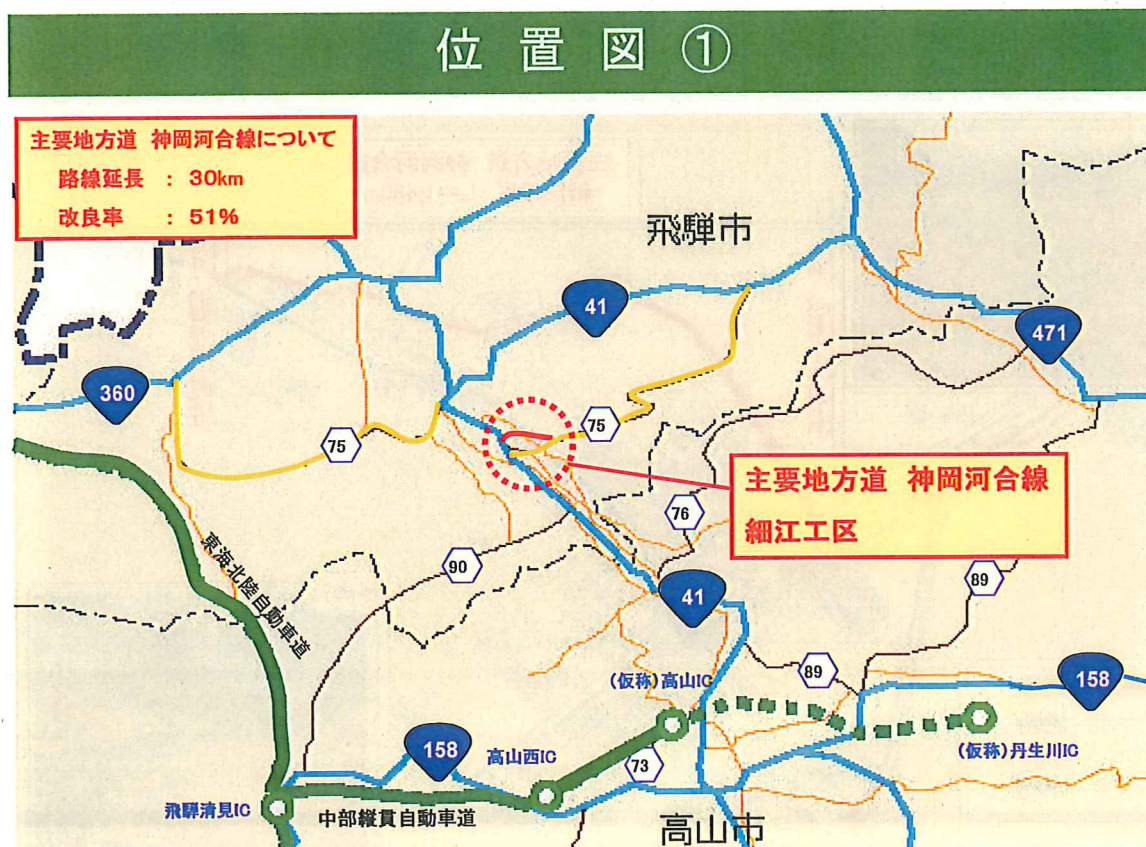 位置図①
主要地方道 神岡河合線について
路線延長 : 30km
改良率 : 51%
飛騨市
41
471
360
75
75
主要地方道 神岡河合線
細江工区
76
90
東海北陸自動車道
89
41
(仮称)高山IC
89
158
158
高山西IC
73
(仮称)丹生川IC
飛騨清見IC
中部縦貫自動車道
高山市